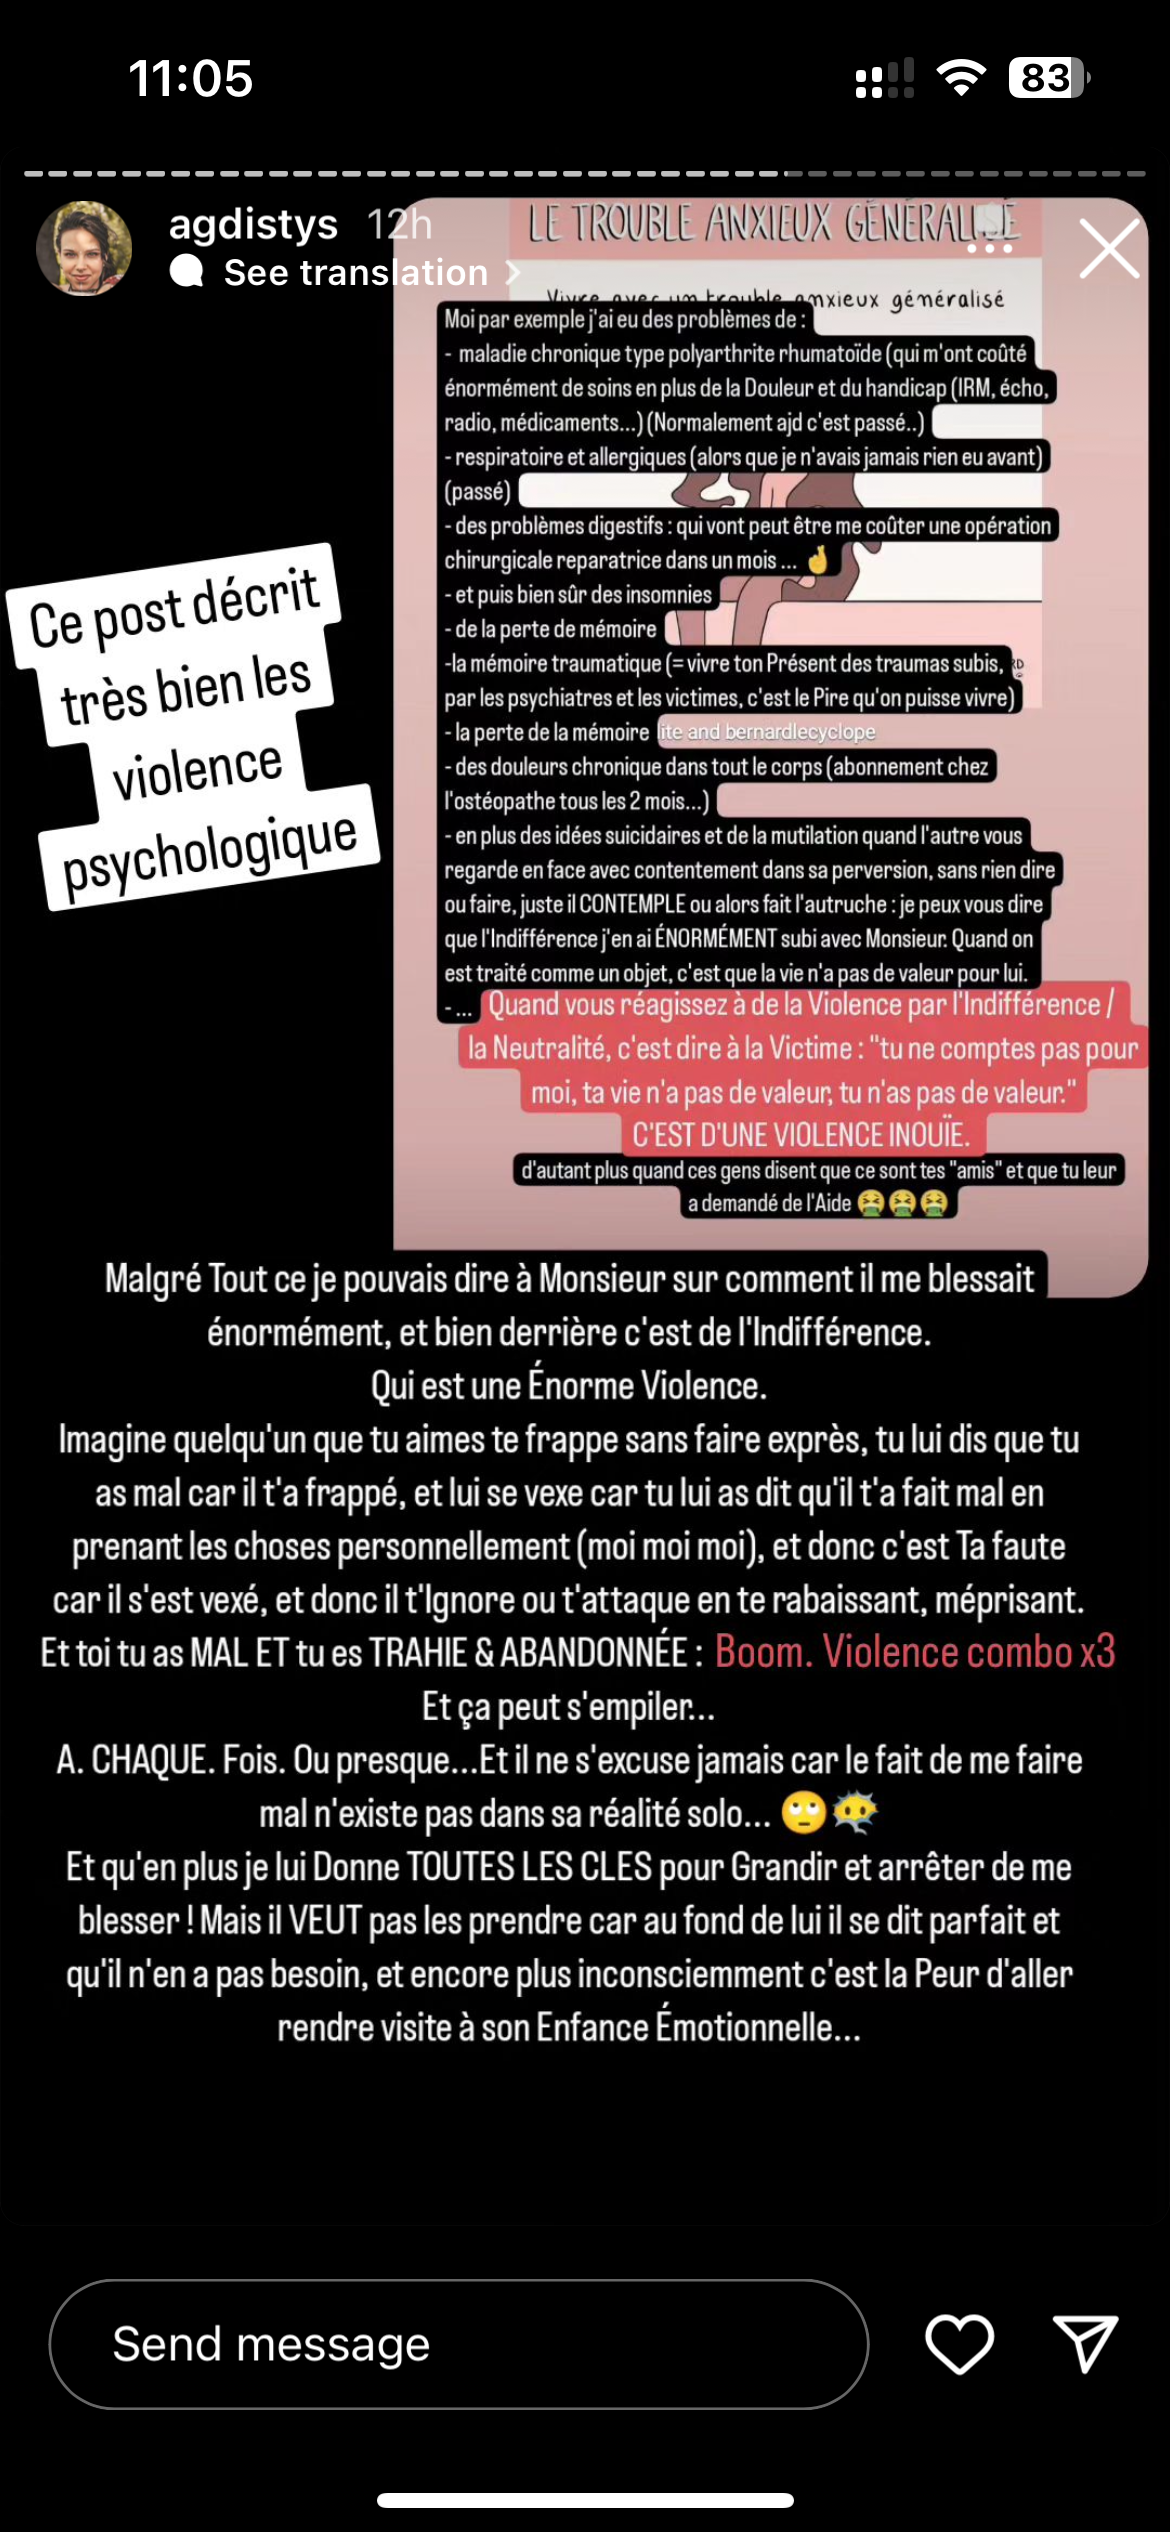 11:05
83
agdistys 12h
See translation
LE TROUBLE ANXIEUX GÉNÉRALISÉ
Vivre avec un trouble anxieux généralisé
Moi par exemple j'ai eu des problèmes de :
- maladie chronique type polyarthrite rhumatoïde (qui m'ont coûté
énormément de soins en plus de la Douleur et du handicap (IRM, écho,
radio, médicaments...) (Normalement ajd c'est passé..)
- respiratoire et allergiques (alors que je n'avais jamais rien eu avant)
(passé)
- des problèmes digestifs : qui vont peut être me coûter une opération
chirurgicale reparatrice dans un mois ... 🤞
- et puis bien sûr des insomnies
- de la perte de mémoire
-la mémoire traumatique (= vivre ton Présent des traumas subis,
par les psychiatres et les victimes, c'est le Pire qu'on puisse vivre)
- la perte de la mémoire
and bernardlecyclope
- des douleurs chronique dans tout le corps (abonnement chez
l'ostéopathe tous les 2 mois...)
- en plus des idées suicidaires et de la mutilation quand l'autre vous
regarde en face avec contentement dans sa perversion, sans rien dire
ou faire, juste il CONTEMPLE ou alors fait l'autruche : je peux vous dire
que l'Indifférence j'en ai ÉNORMÉMENT subi avec Monsieur. Quand on
est traité comme un objet, c'est que la vie n'a pas de valeur pour lui.
- ...
Ce post décrit
très bien les
violence
psychologique
Quand vous réagissez à de la Violence par l'Indifférence /
la Neutralité, c'est dire à la Victime : "tu ne comptes pas pour
moi, ta vie n'a pas de valeur, tu n'as pas de valeur."
C'EST D'UNE VIOLENCE INOUÏE.
d'autant plus quand ces gens disent que ce sont tes "amis" et que tu leur
a demandé de l'Aide 🤮🤮🤮
Malgré Tout ce je pouvais dire à Monsieur sur comment il me blessait
énormément, et bien derrière c'est de l'Indifférence.
Qui est une Énorme Violence.
Imagine quelqu'un que tu aimes te frappe sans faire exprès, tu lui dis que tu
as mal car il t'a frappé, et lui se vexe car tu lui as dit qu'il t'a fait mal en
prenant les choses personnellement (moi moi moi), et donc c'est Ta faute
car il s'est vexé, et donc il t'Ignore ou t'attaque en te rabaissant, méprisant.
Et toi tu as MAL ET tu es TRAHIE & ABANDONNÉE : Boom. Violence combo x3
Et ça peut s'empiler...
A. CHAQUE. Fois. Ou presque...Et il ne s'excuse jamais car le fait de me faire
mal n'existe pas dans sa réalité solo... 🙄
Et qu'en plus je lui Donne TOUTES LES CLES pour Grandir et arrêter de me
blesser ! Mais il VEUT pas les prendre car au fond de lui il se dit parfait et
qu'il n'en a pas besoin, et encore plus inconsciemment c'est la Peur d'aller
rendre visite à son Enfance Émotionnelle...
Send message